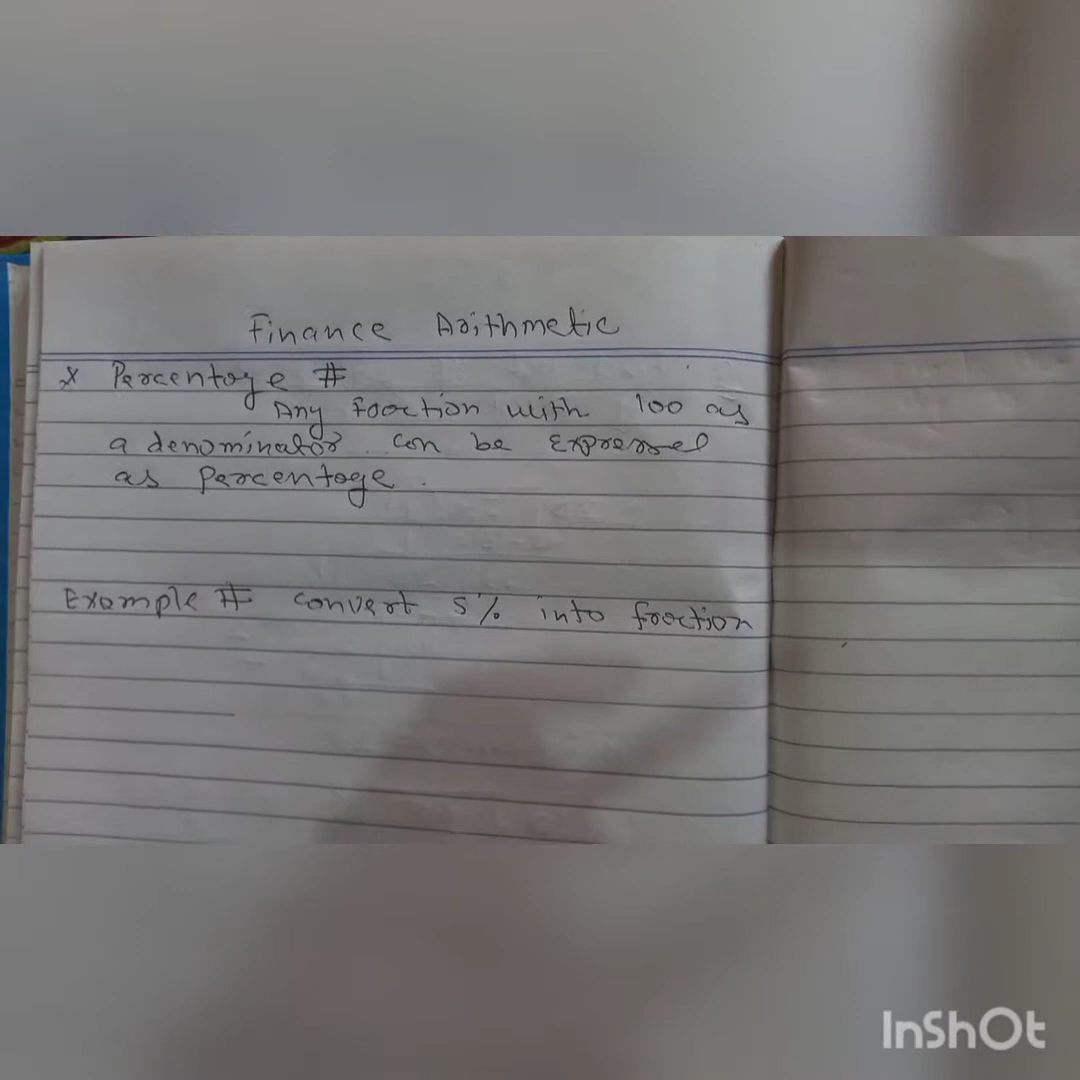 Finance Arithmetic
* Percentage #
Any fraction with 100 as
a denominator can be Expressed
as Percentage.
Example # convert 5% into fraction
InShOt